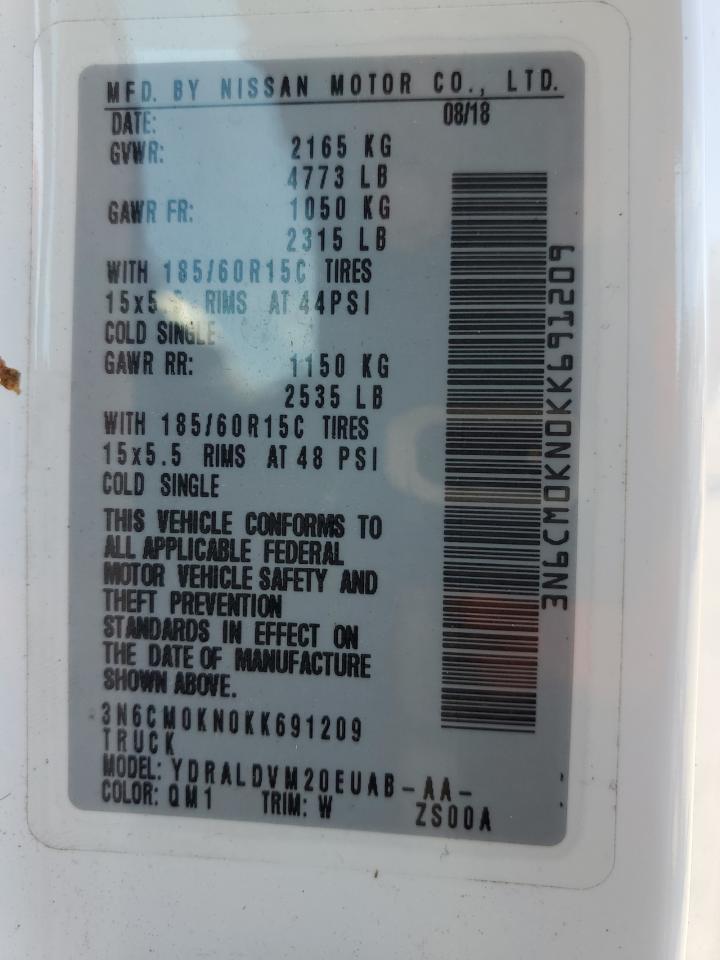 MFD. BY NISSAN MOTOR CO., LTD.
DATE: 08/18
GVWR: 2165 KG
4773 LB
GAWR FR: 1050 KG
2315 LB
WITH 185/60R15C TIRES
15x5.5 RIMS AT 44PSI
COLD SINGLE
GAWR RR: 1150 KG
2535 LB
WITH 185/60R15C TIRES
15x5.5 RIMS AT 48 PSI
COLD SINGLE
THIS VEHICLE CONFORMS TO
ALL APPLICABLE FEDERAL
MOTOR VEHICLE SAFETY AND
THEFT PREVENTION
STANDARDS IN EFFECT ON
THE DATE OF MANUFACTURE
SHOWN ABOVE.
3N6CM0KN0KK691209
TRUCK
MODEL: YDRALDVM20EUAB-AA-
COLOR: QM1 TRIM: W ZS00A
3N6CM0KN0KK691209